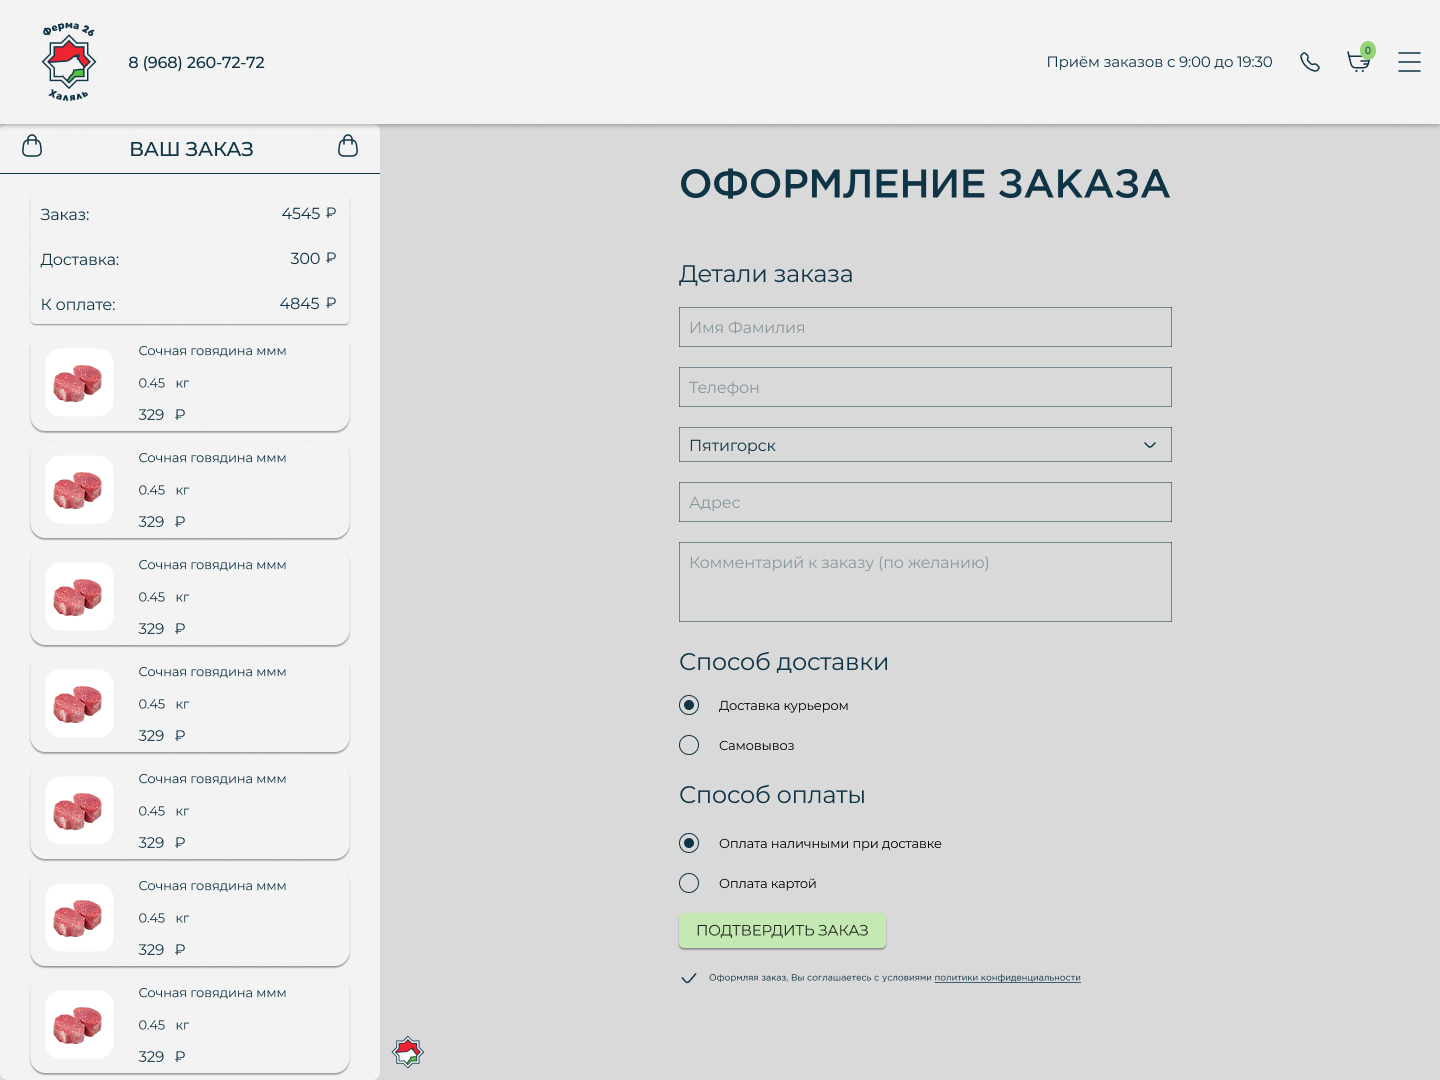 Ферма 26
Халяль
8 (968) 260-72-72
Приём заказов с 9:00 до 19:30
0
ВАШ ЗАКАЗ
Заказ: 4545 ₽
Доставка: 300 ₽
К оплате: 4845 ₽
Сочная говядина ммм
0.45 кг
329 ₽
Сочная говядина ммм
0.45 кг
329 ₽
Сочная говядина ммм
0.45 кг
329 ₽
Сочная говядина ммм
0.45 кг
329 ₽
Сочная говядина ммм
0.45 кг
329 ₽
Сочная говядина ммм
0.45 кг
329 ₽
Сочная говядина ммм
0.45 кг
329 ₽
ОФОРМЛЕНИЕ ЗАКАЗА
Детали заказа
Имя Фамилия
Телефон
Пятигорск
Адрес
Комментарий к заказу (по желанию)
Способ доставки
Доставка курьером
Самовывоз
Способ оплаты
Оплата наличными при доставке
Оплата картой
ПОДТВЕРДИТЬ ЗАКАЗ
Оформляя заказ, Вы соглашаетесь с условиями политики конфиденциальности